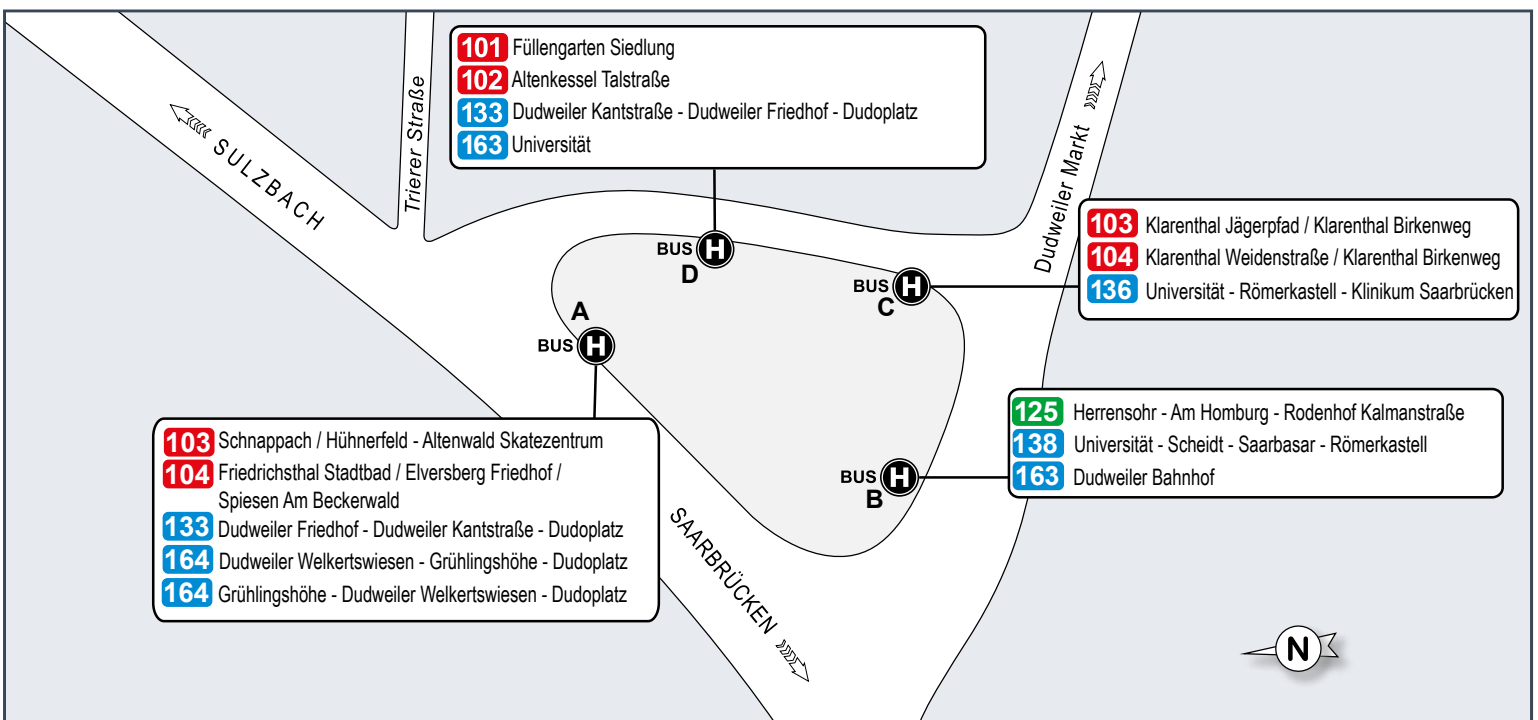 101 Füllengarten Siedlung
102 Altenkessel Talstraße
133 Dudweiler Kantstraße - Dudweiler Friedhof - Dudoplatz
163 Universität
SULZBACH
Trierer Straße
Dudweiler Markt
103 Klarenthal Jägerpfad / Klarenthal Birkenweg
104 Klarenthal Weidenstraße / Klarenthal Birkenweg
136 Universität - Römerkastell - Klinikum Saarbrücken
BUS H
D
BUS H
C
A
BUS H
125 Herrensohr - Am Homburg - Rodenhof Kalmanstraße
138 Universität - Scheidt - Saarbasar - Römerkastell
163 Dudweiler Bahnhof
BUS H
B
103 Schnappach / Hühnerfeld - Altenwald Skatezentrum
104 Friedrichsthal Stadtbad / Elversberg Friedhof /
Spiesen Am Beckerwald
133 Dudweiler Friedhof - Dudweiler Kantstraße - Dudoplatz
164 Dudweiler Welkertswiesen - Grühlingshöhe - Dudoplatz
164 Grühlingshöhe - Dudweiler Welkertswiesen - Dudoplatz
SAARBRÜCKEN
N